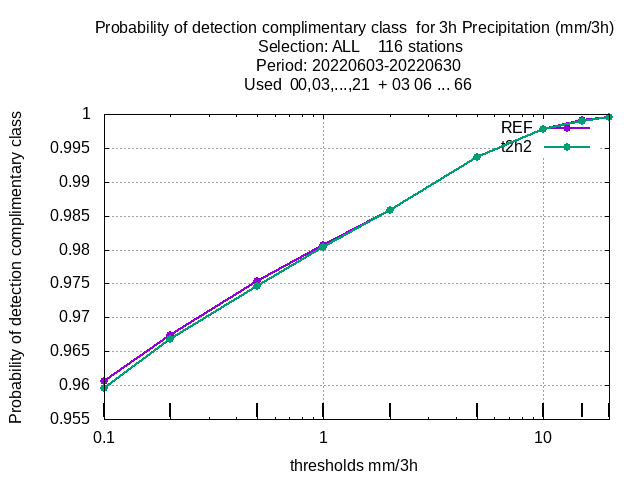 Probability of detection complimentary class  for 3h Precipitation (mm/3h)
Selection: ALL    116 stations
Period: 20220603-20220630
Used  00,03,...,21  + 03 06 ... 66
Probability of detection complimentary class
1
0.995
0.99
0.985
0.98
0.975
0.97
0.965
0.96
0.955
REF
t2h2
0.1
1
10
thresholds mm/3h